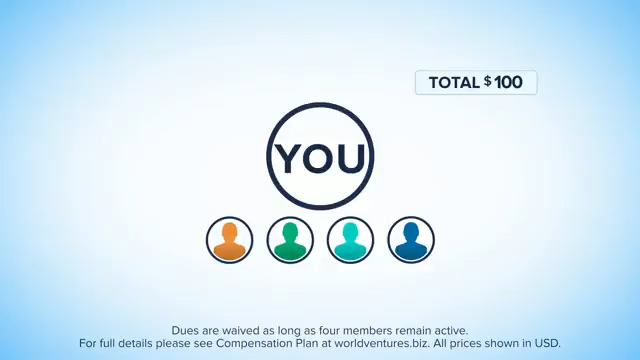 TOTAL $100
YOU
Dues are waived as long as four members remain active.
For full details please see Compensation Plan at worldventures.biz. All prices shown in USD.